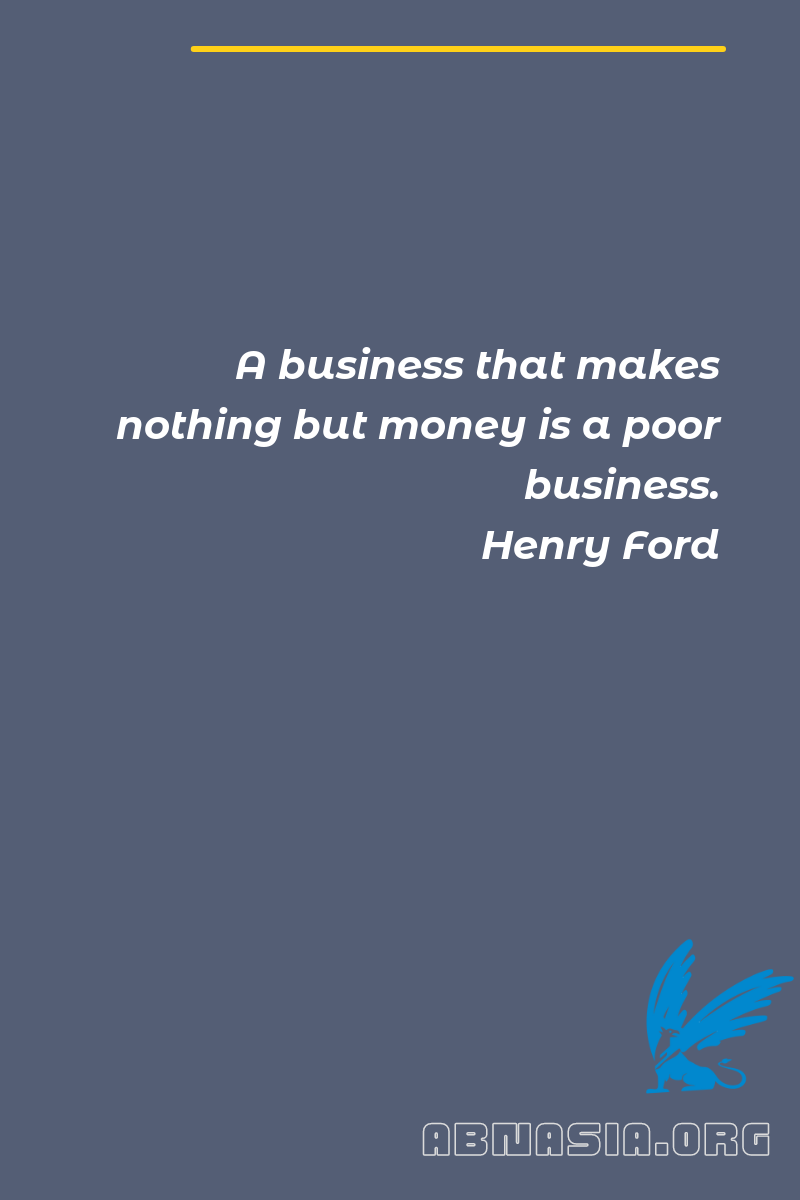 A business that makes
nothing but money is a poor
business.
Henry Ford
ABNASIA.ORG